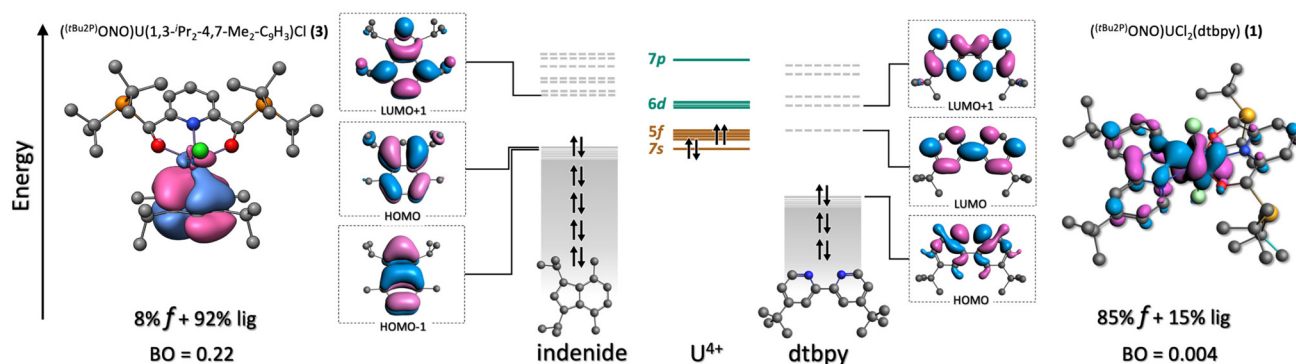 Energy
((tBu2P)ONO)U(1,3-iPr2-4,7-Me2-C9H3)Cl (3)
8% f + 92% lig
BO = 0.22
LUMO+1
HOMO
HOMO-1
indenide
7p
6d
5f
7s
U4+
dtbpy
LUMO+1
LUMO
HOMO
((tBu2P)ONO)UCl2(dtbpy) (1)
85% f + 15% lig
BO = 0.004